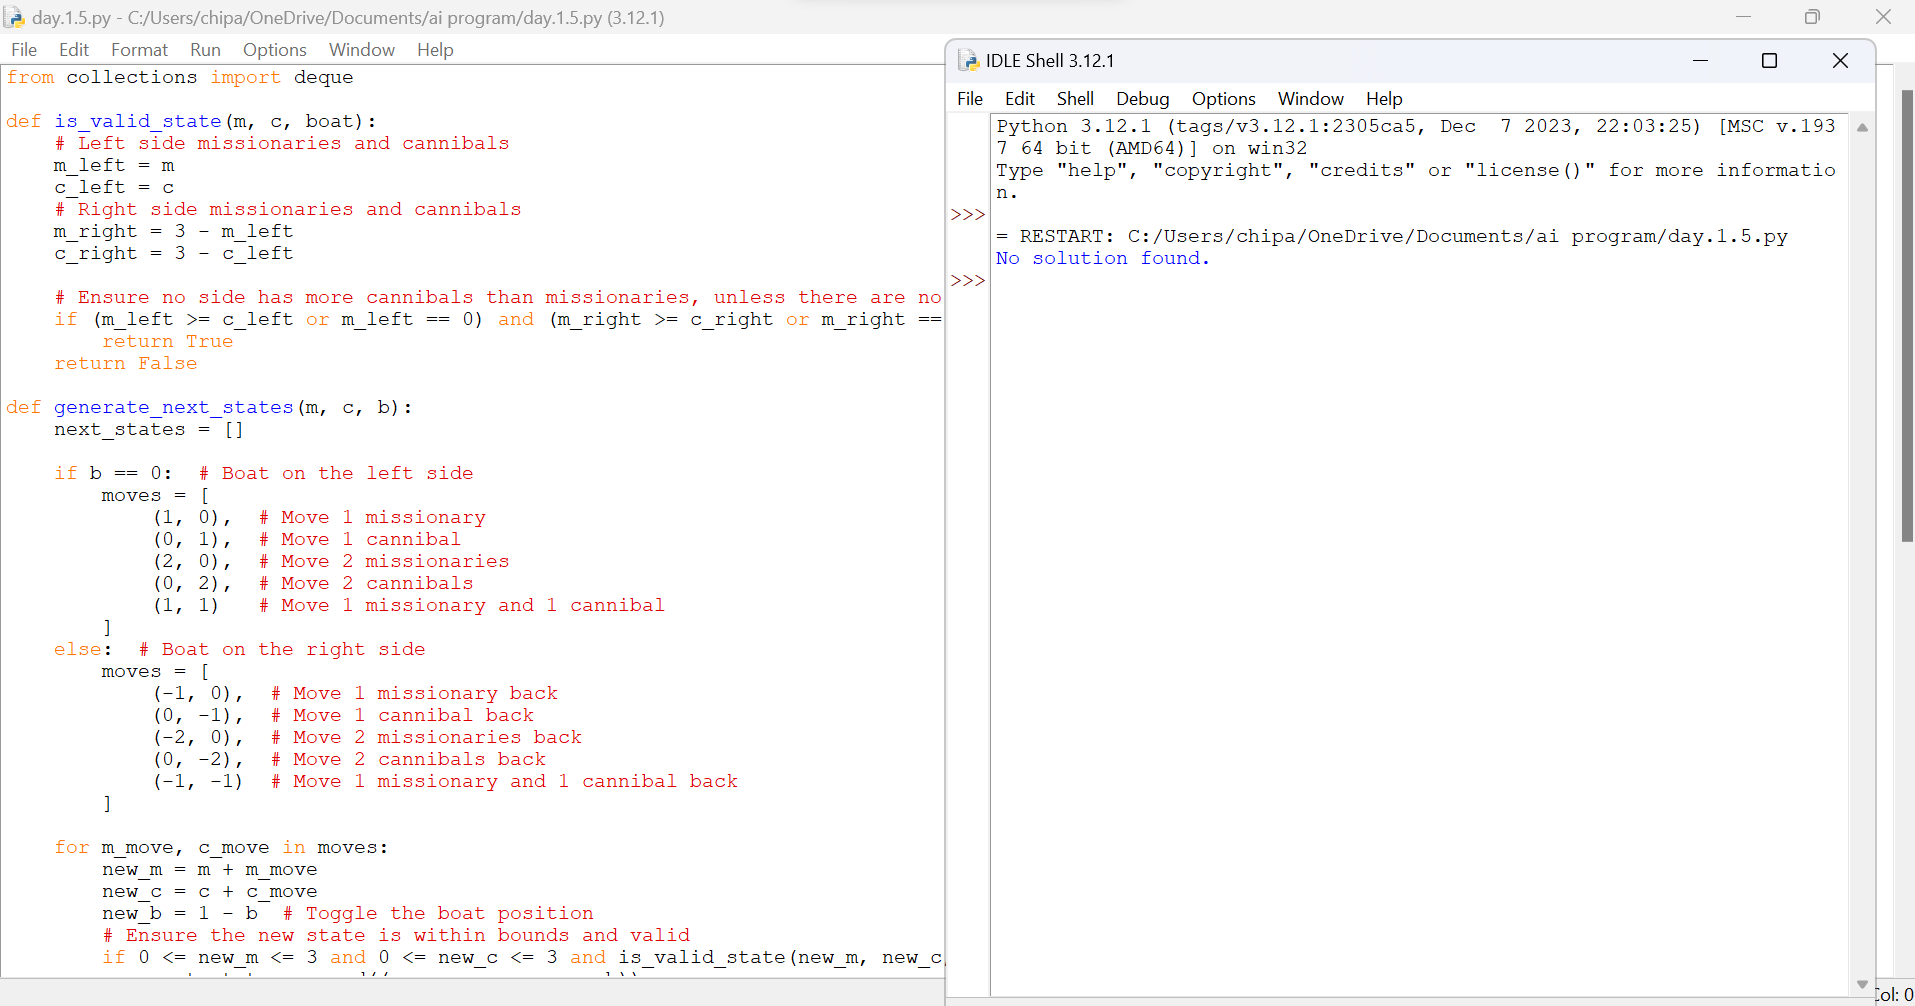 day.1.5.py - C:/Users/chipa/OneDrive/Documents/ai program/day.1.5.py (3.12.1)
File Edit Format Run Options Window Help
from collections import deque
def is_valid_state(m, c, boat):
    # Left side missionaries and cannibals
    m_left = m
    c_left = c
    # Right side missionaries and cannibals
    m_right = 3 - m_left
    c_right = 3 - c_left
    # Ensure no side has more cannibals than missionaries, unless there are no
    if (m_left >= c_left or m_left == 0) and (m_right >= c_right or m_right ==
        return True
    return False
def generate_next_states(m, c, b):
    next_states = []
    if b == 0:  # Boat on the left side
        moves = [
            (1, 0),  # Move 1 missionary
            (0, 1),  # Move 1 cannibal
            (2, 0),  # Move 2 missionaries
            (0, 2),  # Move 2 cannibals
            (1, 1)   # Move 1 missionary and 1 cannibal
        ]
    else:  # Boat on the right side
        moves = [
            (-1, 0),  # Move 1 missionary back
            (0, -1),  # Move 1 cannibal back
            (-2, 0),  # Move 2 missionaries back
            (0, -2),  # Move 2 cannibals back
            (-1, -1)  # Move 1 missionary and 1 cannibal back
        ]
    for m_move, c_move in moves:
        new_m = m + m_move
        new_c = c + c_move
        new_b = 1 - b  # Toggle the boat position
        # Ensure the new state is within bounds and valid
        if 0 <= new_m <= 3 and 0 <= new_c <= 3 and is_valid_state(new_m, new_c,
IDLE Shell 3.12.1
File Edit Shell Debug Options Window Help
Python 3.12.1 (tags/v3.12.1:2305ca5, Dec  7 2023, 22:03:25) [MSC v.193
7 64 bit (AMD64)] on win32
Type "help", "copyright", "credits" or "license()" for more informatio
n.
>>>
= RESTART: C:/Users/chipa/OneDrive/Documents/ai program/day.1.5.py
No solution found.
>>>
Col: 0